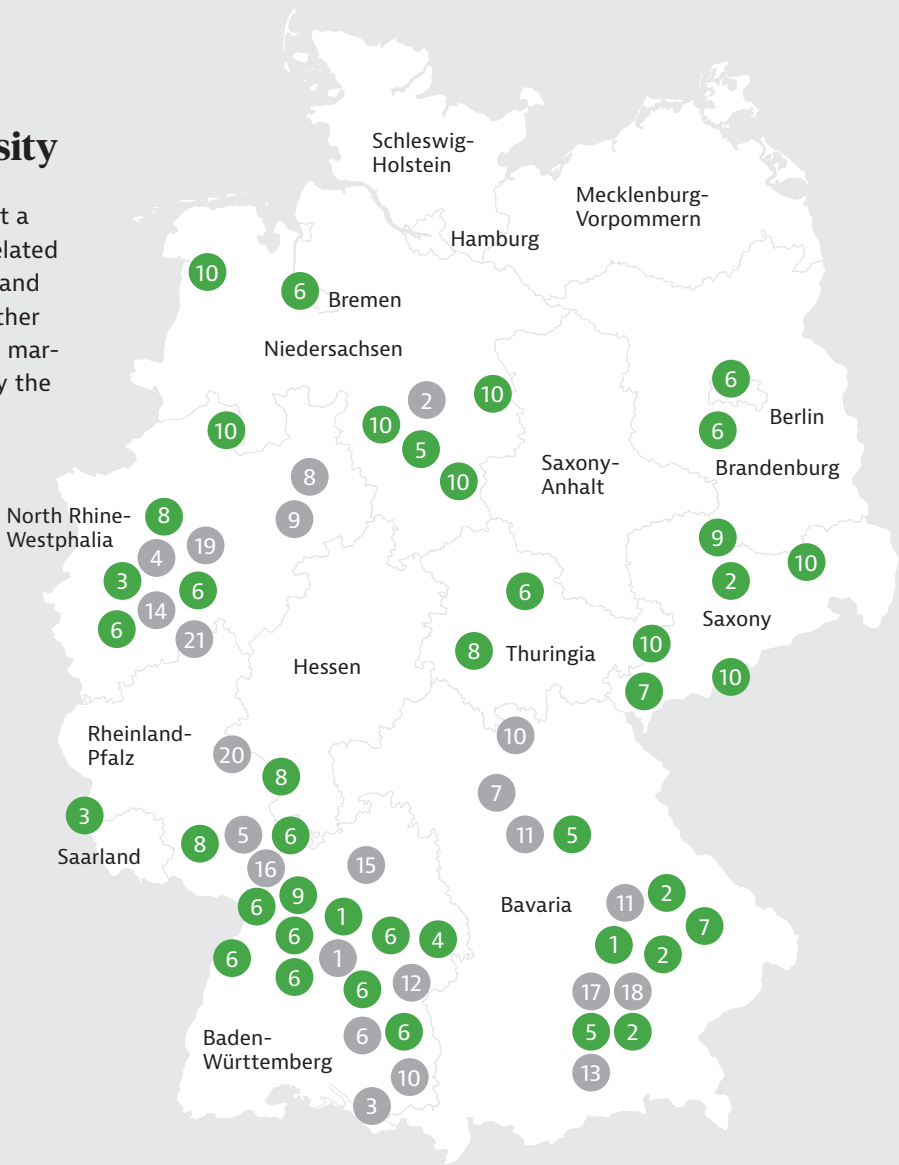 sity
t a
elated
and
ther
mar-
y the
Schleswig-
Holstein
Mecklenburg-
Vorpommern
Hamburg
10
6
Bremen
Niedersachsen
6
2
10
Berlin
10
10
6
5
Saxony-
Anhalt
Brandenburg
8
10
North Rhine-
Westphalia
8
9
9
19
4
10
3
6
2
6
14
Saxony
6
21
10
8
Thuringia
Hessen
10
7
Rheinland-
Pfalz
10
20
8
7
3
8
5
6
11
5
Saarland
16
15
9
2
6
1
Bavaria
11
7
6
6
4
1
2
6
1
6
6
12
17
18
Baden-
Württemberg
6
6
5
2
10
13
3